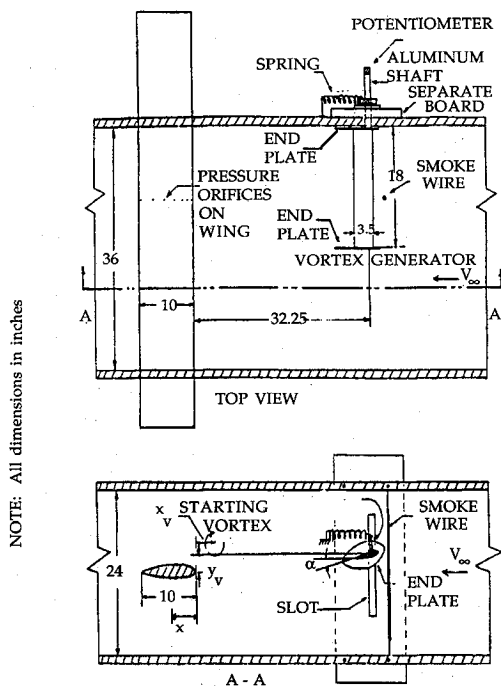 POTENTIOMETER
ALUMINUM
SHAFT
SPRING
SEPARATE
BOARD
END
PLATE
18
SMOKE
WIRE
PRESSURE
ORIFICES
ON
WING
END
PLATE
3.5
VORTEX GENERATOR
36
V∞
A
A
10
32.25
TOP VIEW
NOTE: All dimensions in inches
x v
STARTING
VORTEX
SMOKE
WIRE
24
y v
α
V∞
10
END
PLATE
SLOT
x
A - A